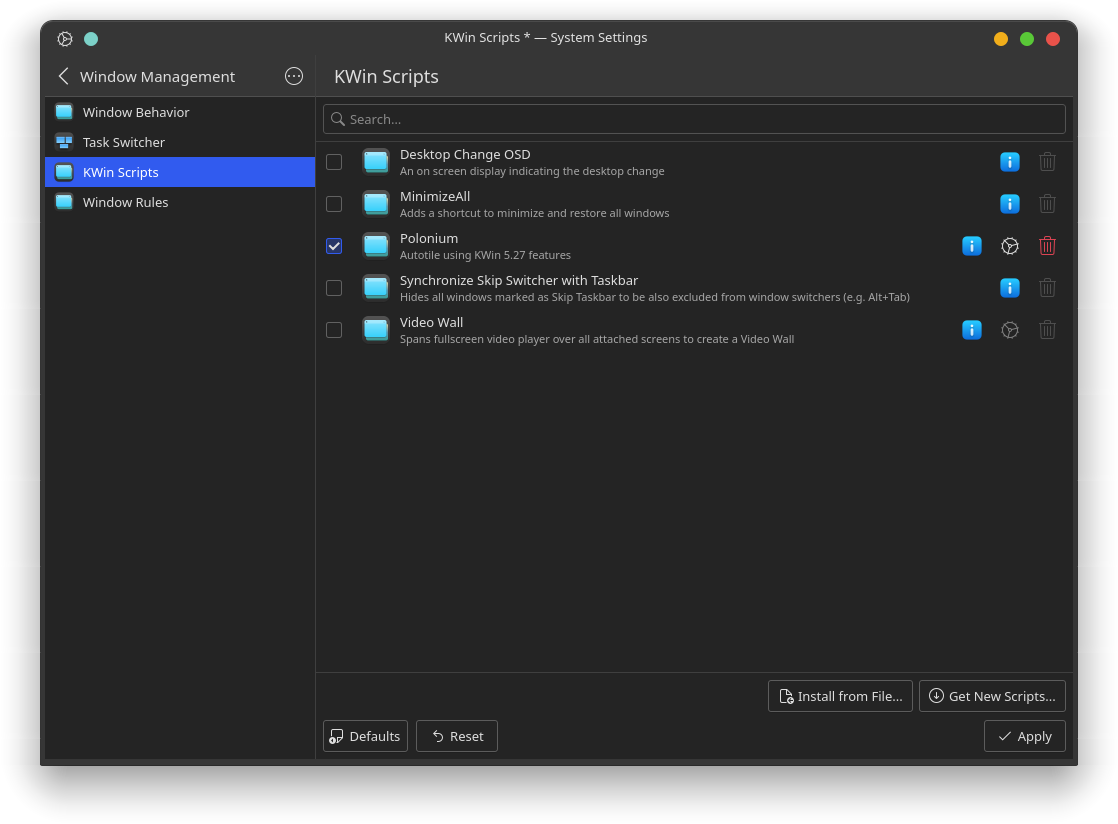 KWin Scripts * — System Settings
Window Management
KWin Scripts
Window Behavior
Task Switcher
KWin Scripts
Window Rules
Search...
Desktop Change OSD
An on screen display indicating the desktop change
MinimizeAll
Adds a shortcut to minimize and restore all windows
Polonium
Autotile using KWin 5.27 features
Synchronize Skip Switcher with Taskbar
Hides all windows marked as Skip Taskbar to be also excluded from window switchers (e.g. Alt+Tab)
Video Wall
Spans fullscreen video player over all attached screens to create a Video Wall
Install from File...
Get New Scripts...
Defaults
Reset
Apply